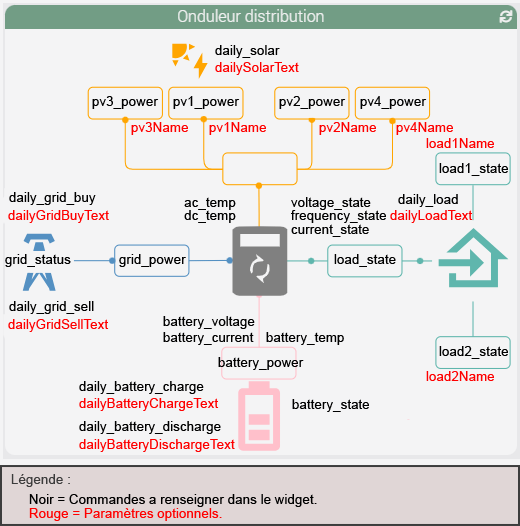 Onduleur distribution
daily_solar
dailySolarText
pv3_power
pv1_power
pv2_power
pv4_power
pv3Name
pv1Name
pv2Name
pv4Name
load1Name
load1_state
daily_grid_buy
dailyGridBuyText
ac_temp
dc_temp
voltage_state
frequency_state
current_state
daily_load
dailyLoadText
grid_status
grid_power
load_state
daily_grid_sell
dailyGridSellText
battery_voltage
battery_current
battery_temp
load2_state
battery_power
load2Name
daily_battery_charge
dailyBatteryChargeText
battery_state
daily_battery_discharge
dailyBatteryDischargeText
Légende :
Noir = Commandes a renseigner dans le widget.
Rouge = Paramètres optionnels.